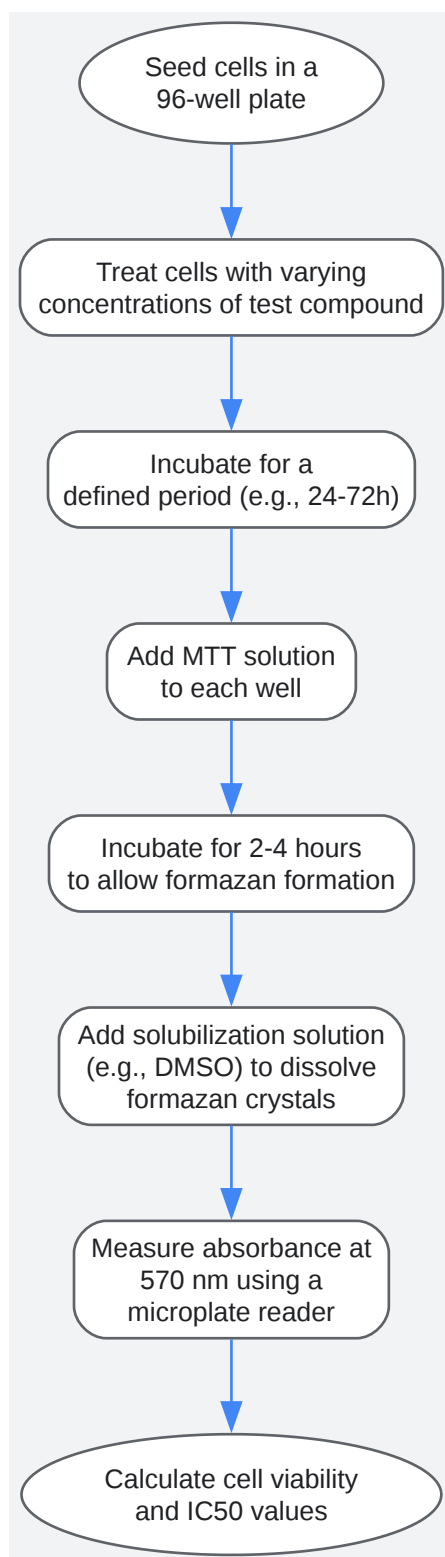 Seed cells in a
96-well plate
Treat cells with varying
concentrations of test compound
Incubate for a
defined period (e.g., 24-72h)
Add MTT solution
to each well
Incubate for 2-4 hours
to allow formazan formation
Add solubilization solution
(e.g., DMSO) to dissolve
formazan crystals
Measure absorbance at
570 nm using a
microplate reader
Calculate cell viability
and IC50 values